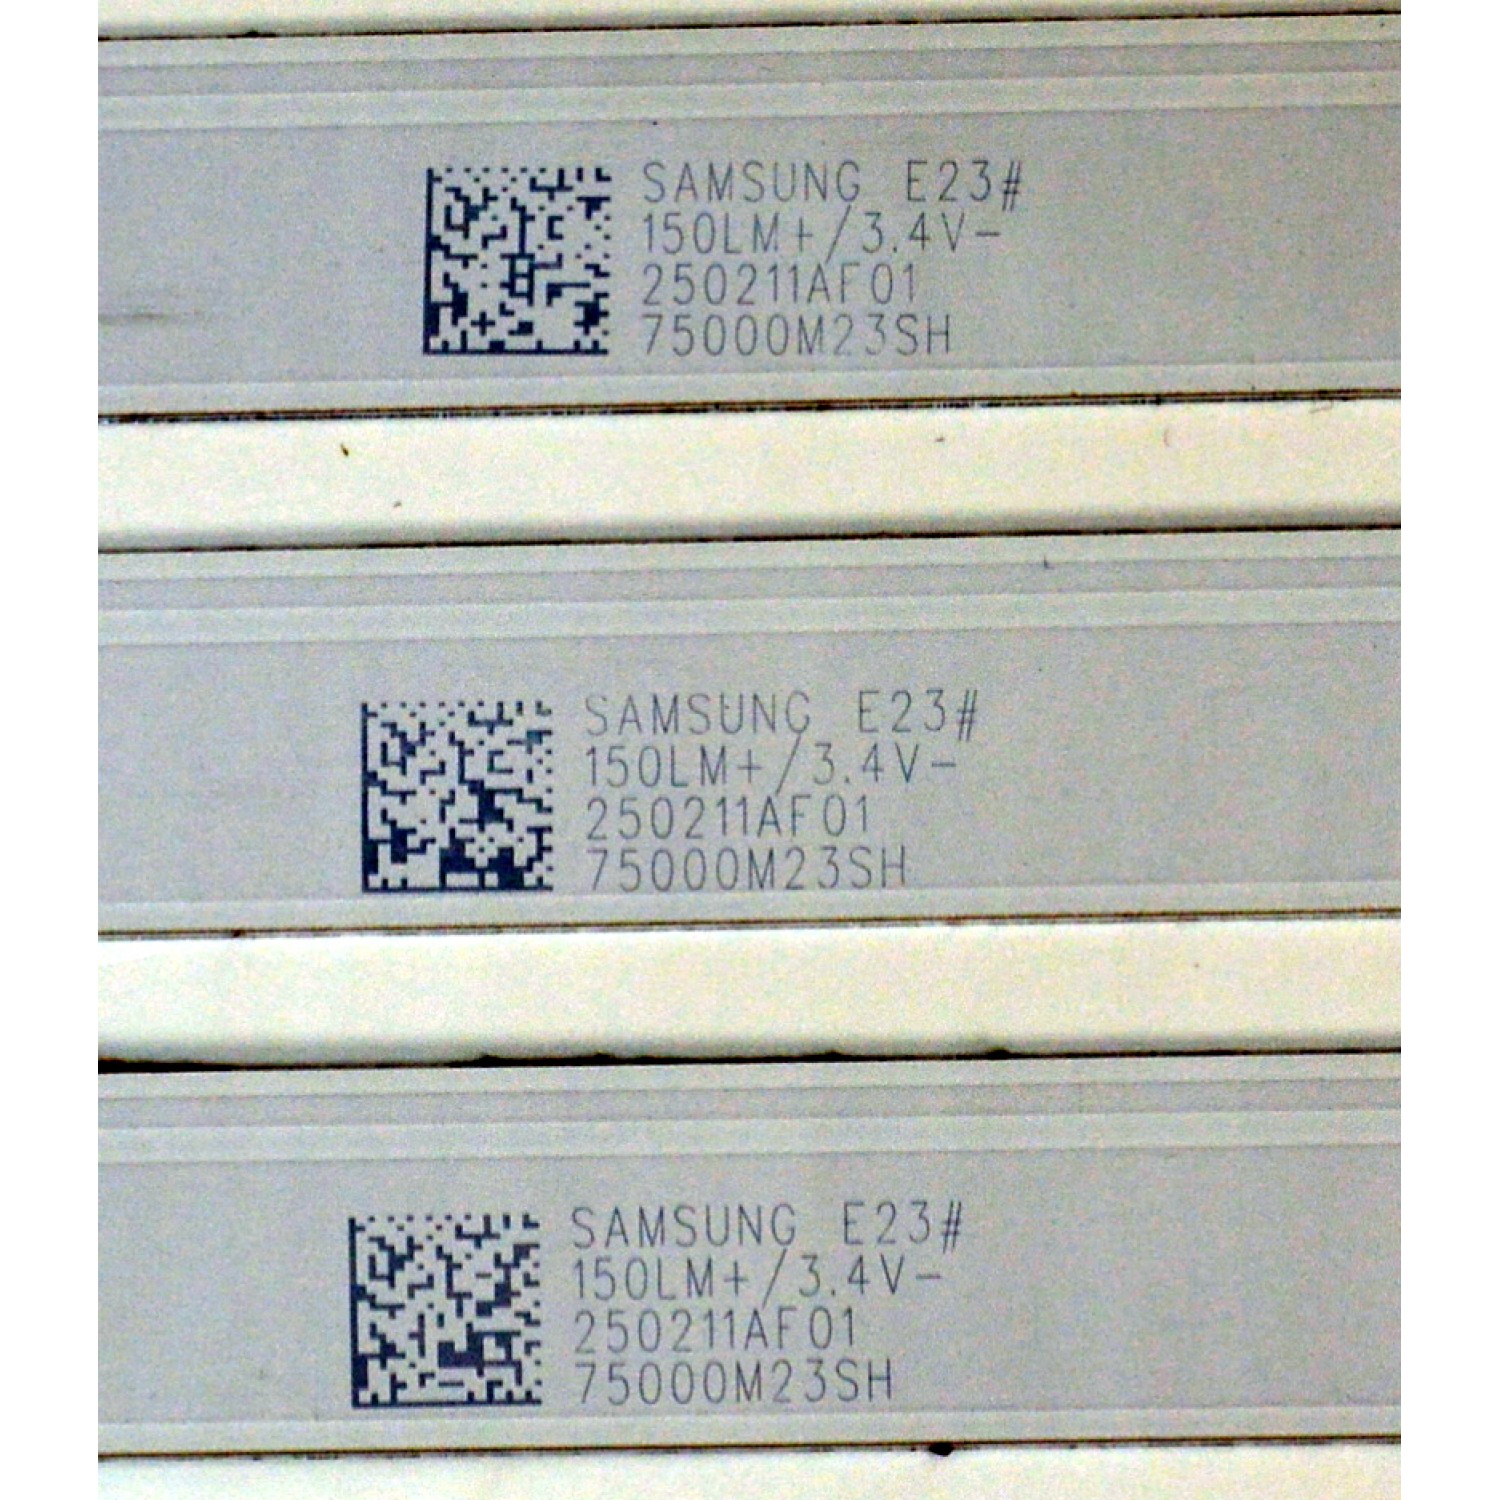 SAMSUNG E23#
150LM+/3.4V-
250211AF01
75000M23SH
SAMSUNG E23#
150LM+/3.4V-
250211AF01
75000M23SH
SAMSUNG E23#
150LM+/3.4V-
250211AF01
75000M23SH